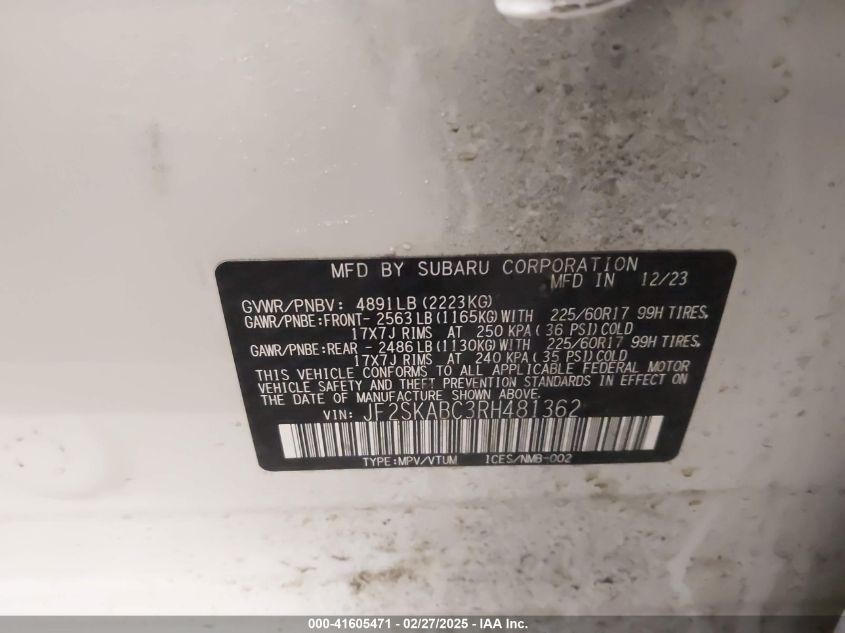 MFD BY SUBARU CORPORATION
MFD IN 12/23
GVWR/PNBV: 4891LB (2223KG)
GAWR/PNBE:FRONT- 2563LB(1165KG)WITH 225/60R17 99H TIRES,
17X7J RIMS AT 250 KPA( 36 PSI)COLD
GAWR/PNBE:REAR - 2486LB(1130KG)WITH 225/60R17 99H TIRES,
17X7J RIMS AT 240 KPA( 35 PSI)COLD
THIS VEHICLE CONFORMS TO ALL APPLICABLE FEDERAL MOTOR
VEHICLE SAFETY AND THEFT PREVENTION STANDARDS IN EFFECT ON
THE DATE OF MANUFACTURE SHOWN ABOVE.
VIN: JF2SKABC3RH481362
TYPE:MPV/VTUM ICES/NMB-002
000-41605471 - 02/27/2025 - IAA Inc.